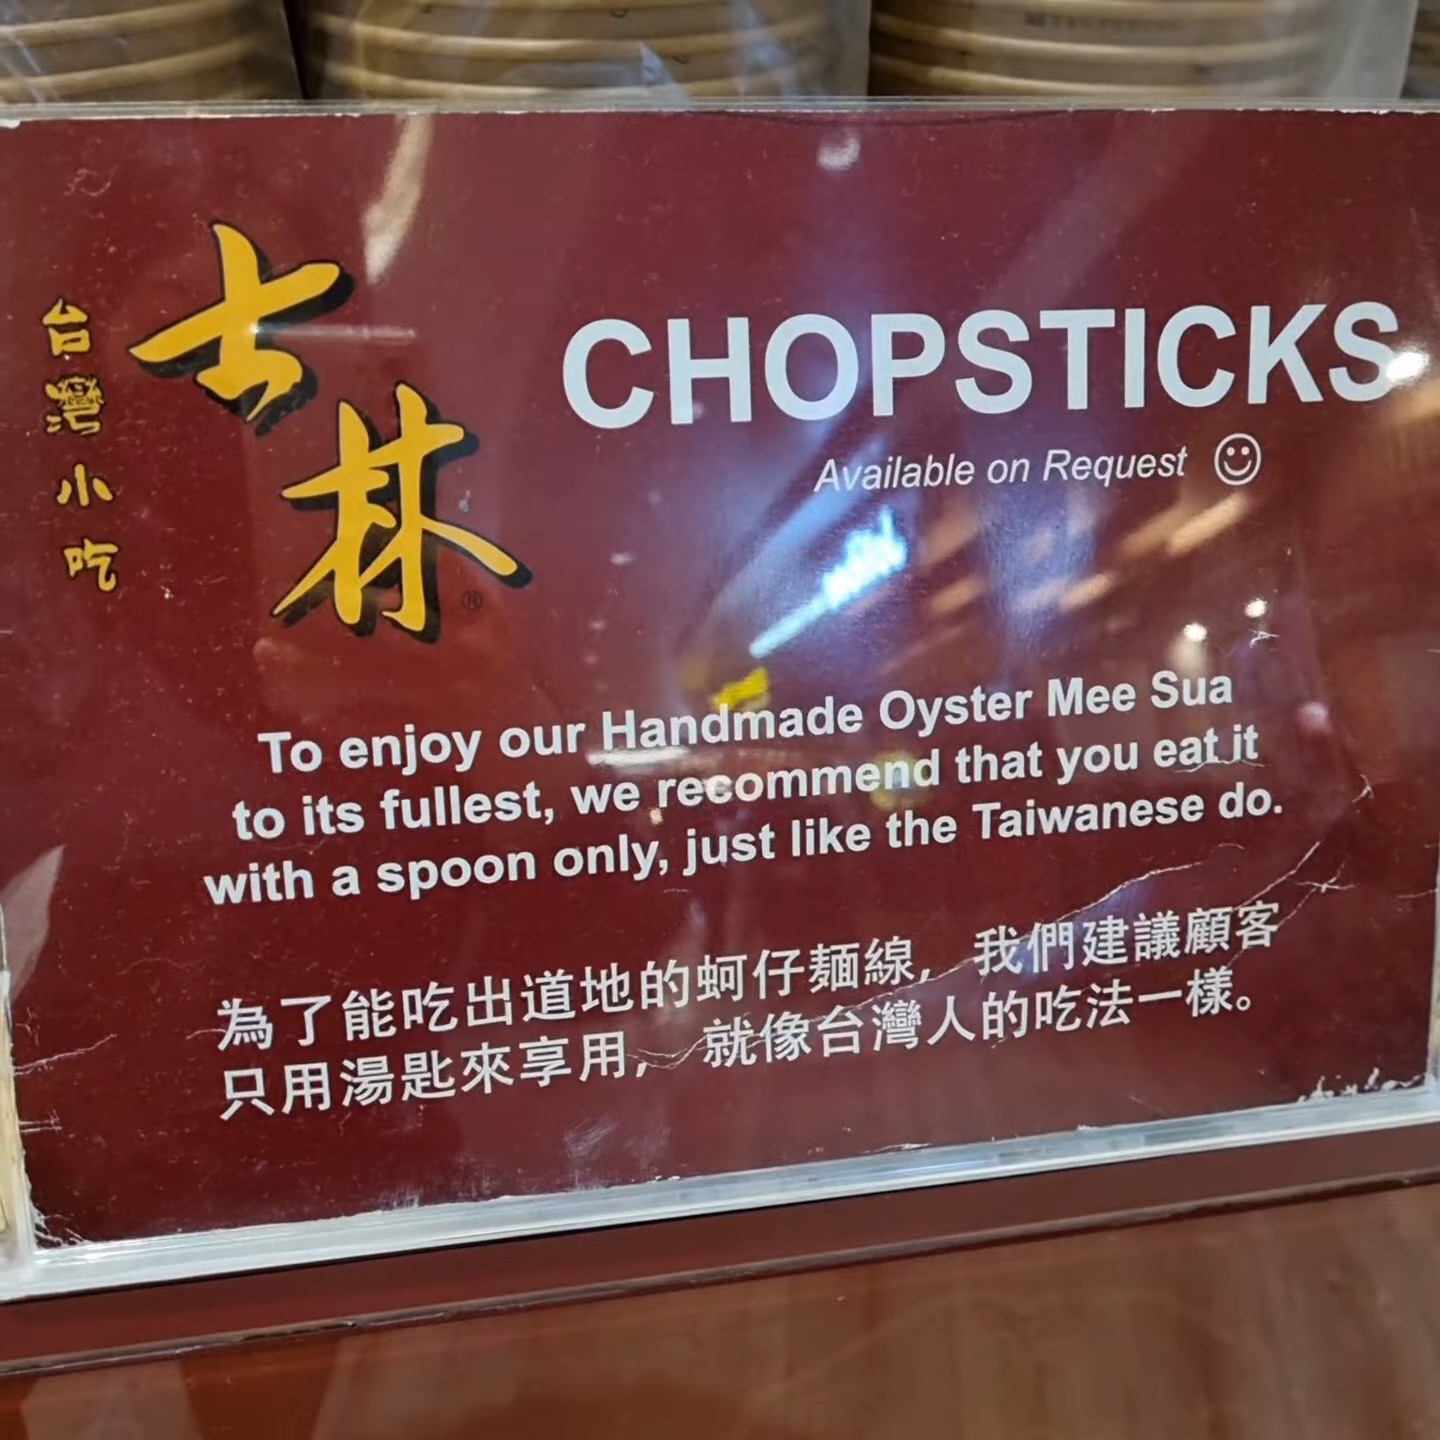 台灣小吃
士林
®
CHOPSTICKS
Available on Request ☺
To enjoy our Handmade Oyster Mee Sua
to its fullest, we recommend that you eat it
with a spoon only, just like the Taiwanese do.
為了能吃出道地的蚵仔麵線, 我們建議顧客
只用湯匙來享用, 就像台灣人的吃法一樣。